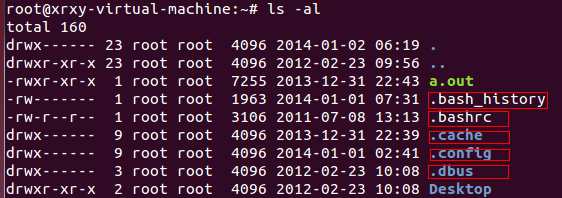 root@xrxy-virtual-machine:~# ls -al
total 160
drwx------ 23 root root  4096 2014-01-02 06:19 .
drwxr-xr-x 23 root root  4096 2012-02-23 09:56 ..
-rwxr-xr-x  1 root root  7255 2013-12-31 22:43 a.out
-rw-------  1 root root  1963 2014-01-01 07:31 .bash_history
-rw-r--r--  1 root root  3106 2011-07-08 13:13 .bashrc
drwx------  9 root root  4096 2013-12-31 22:39 .cache
drwx------  9 root root  4096 2014-01-01 02:41 .config
drwx------  3 root root  4096 2012-02-23 10:08 .dbus
drwxr-xr-x  2 root root  4096 2012-02-23 10:08 Desktop